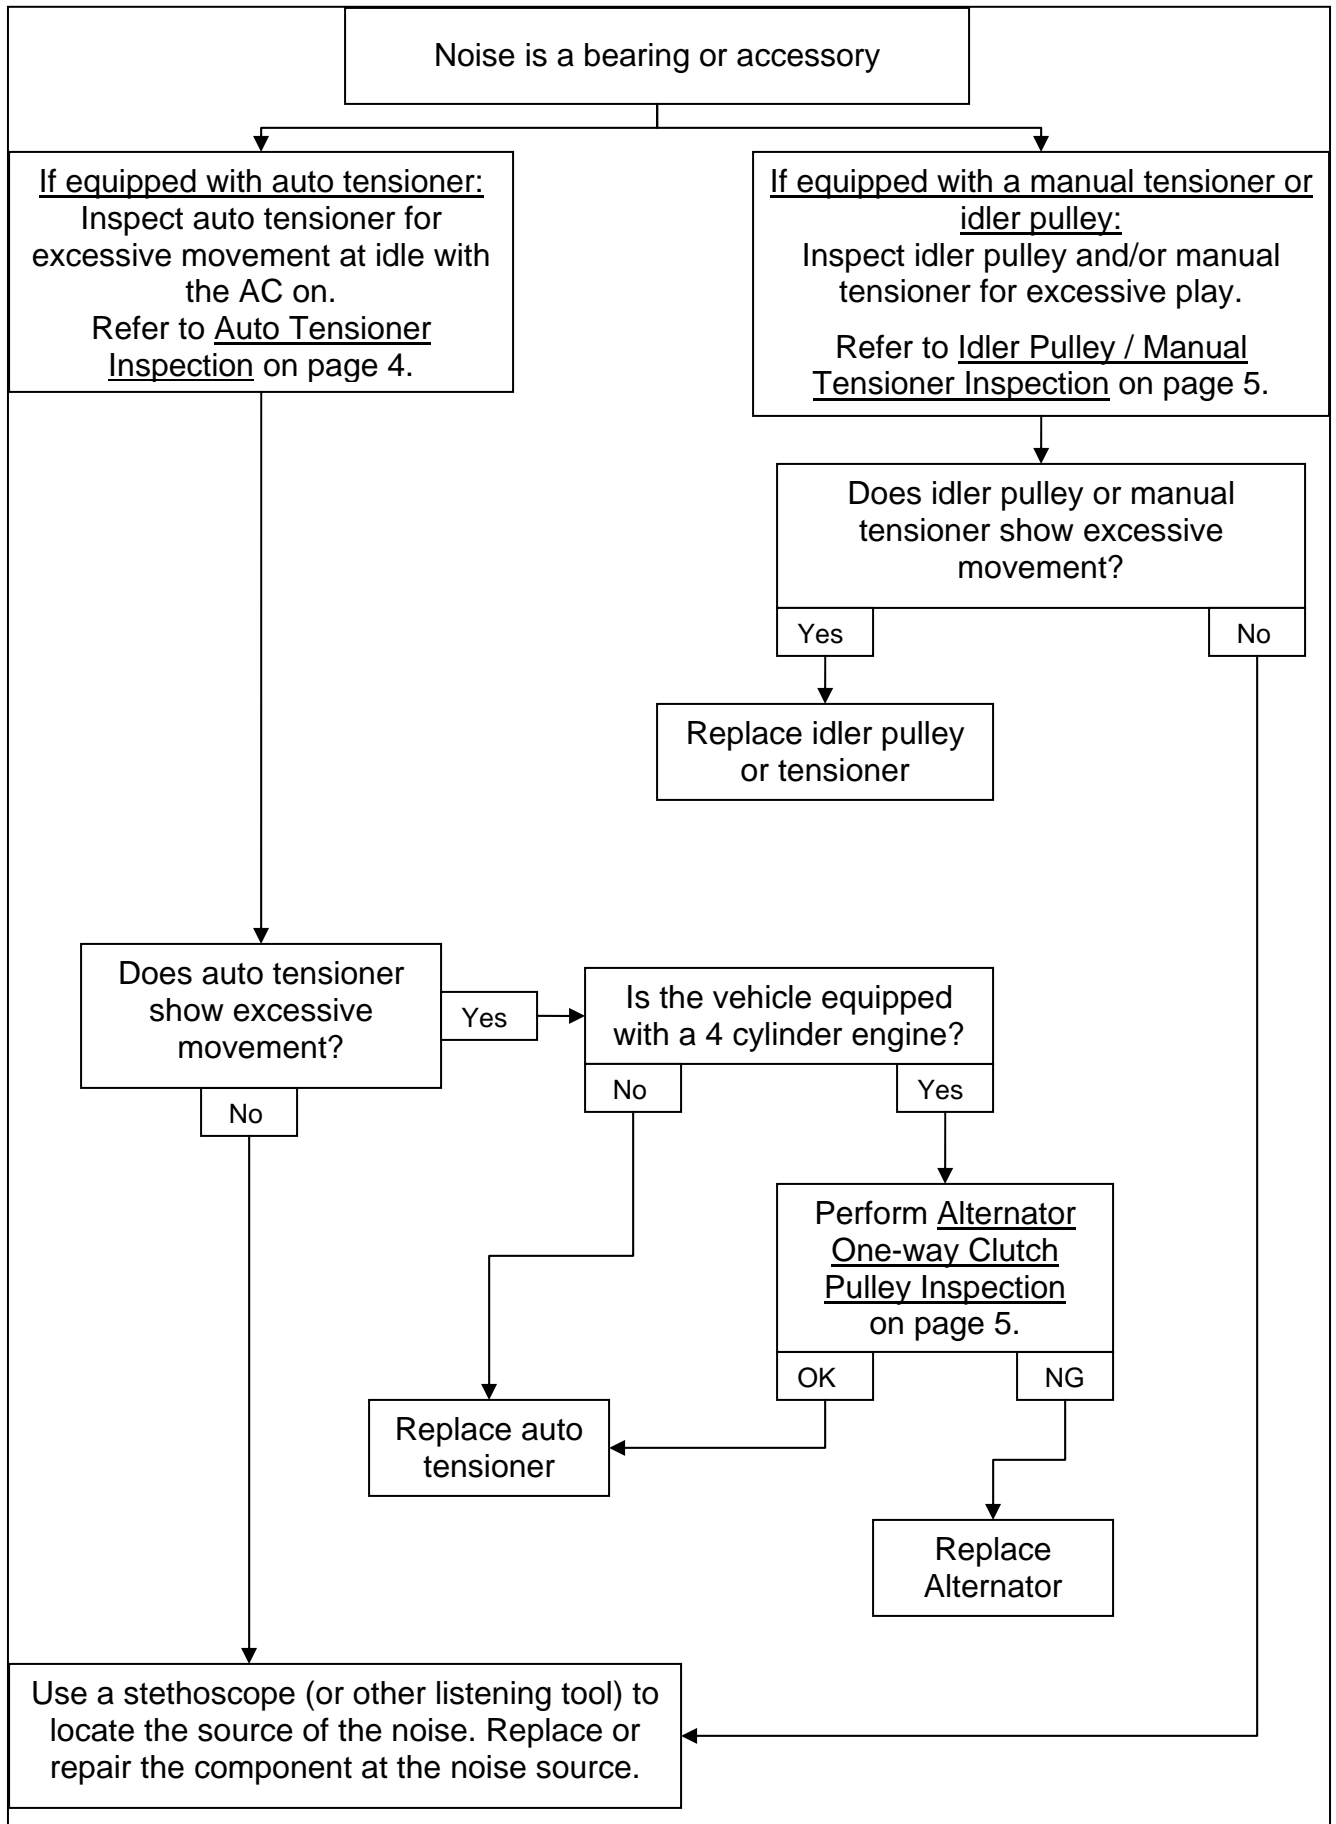 Noise is a bearing or accessory
If equipped with auto tensioner:
Inspect auto tensioner for
excessive movement at idle with
the AC on.
Refer to Auto Tensioner
Inspection on page 4.
If equipped with a manual tensioner or
idler pulley:
Inspect idler pulley and/or manual
tensioner for excessive play.
Refer to Idler Pulley / Manual
Tensioner Inspection on page 5.
Does idler pulley or manual
tensioner show excessive
movement?
Yes
No
Replace idler pulley
or tensioner
Does auto tensioner
show excessive
movement?
Yes
No
Is the vehicle equipped
with a 4 cylinder engine?
No
Yes
Perform Alternator
One-way Clutch
Pulley Inspection
on page 5.
OK
NG
Replace auto
tensioner
Replace
Alternator
Use a stethoscope (or other listening tool) to
locate the source of the noise. Replace or
repair the component at the noise source.